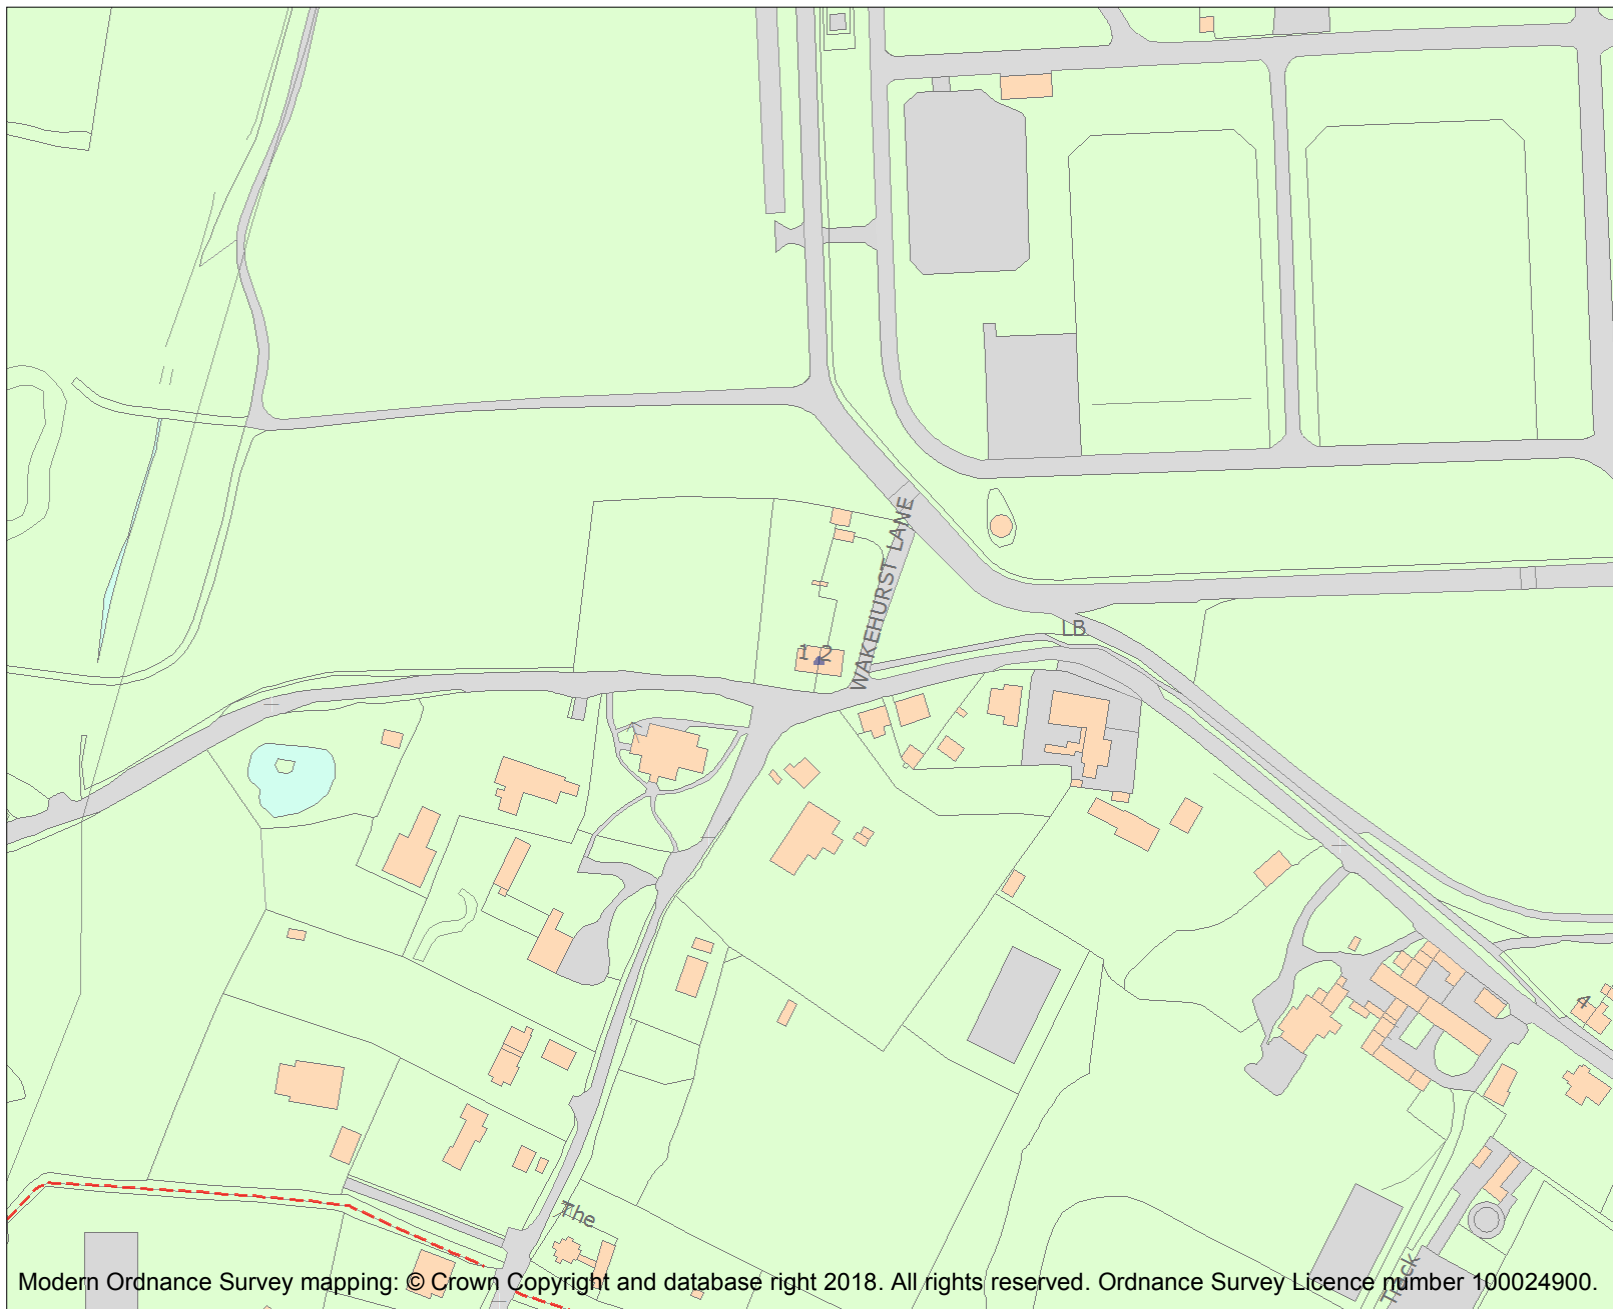 WAKEHURST LANE
LB
1 2
4
The
Track
Modern Ordnance Survey mapping: © Crown Copyright and database right 2018. All rights reserved. Ordnance Survey Licence number 100024900.